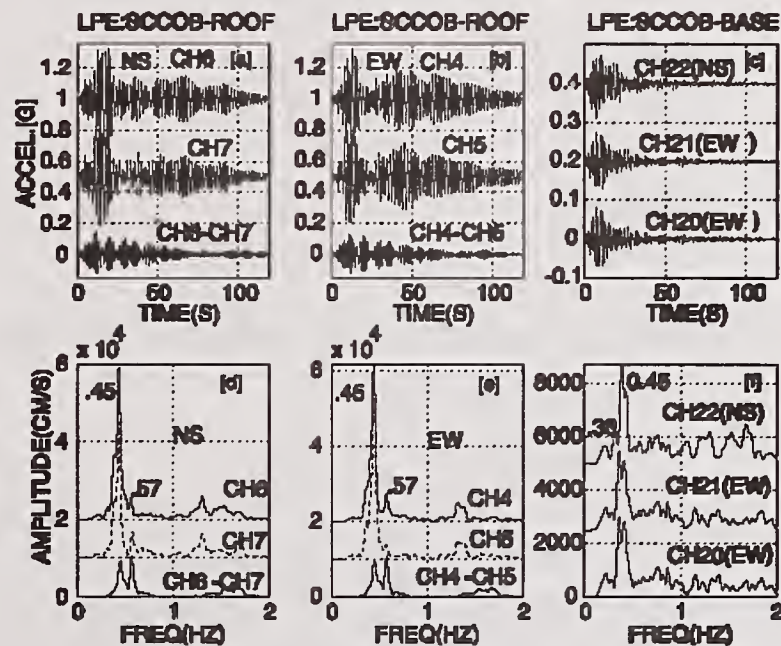 LPE:SCCOB-ROOF LPE:SCCOB-ROOF LPE:SCCOB-BASE
ACCEL.[G]
1.2
1
0.8
0.6
0.4
0.2
0
NS CH6 [a]
CH7
CH6-CH7
0 50 100
TIME(S)
1.2
1
0.8
0.6
0.4
0.2
0
EW CH4 [b]
CH5
CH4-CH5
0 50 100
TIME(S)
0.4
0.3
0.2
0.1
0
-0.1
[c]
CH22(NS)
CH21(EW )
CH20(EW )
0 50 100
TIME(S)
AMPLITUDE(CM/S)
x 10^4
6
4
2
0
.45 [d]
NS
.57
CH6
CH7
CH6 -CH7
0 1 2
FREQ(HZ)
x 10^4
6
4
2
0
.45 [e]
EW
.57
CH4
CH5
CH4 -CH5
0 1 2
FREQ(HZ)
8000
6000
4000
2000
0
0.45 [f]
CH22(NS)
CH21(EW)
CH20(EW)
0 1 2
FREQ(HZ)